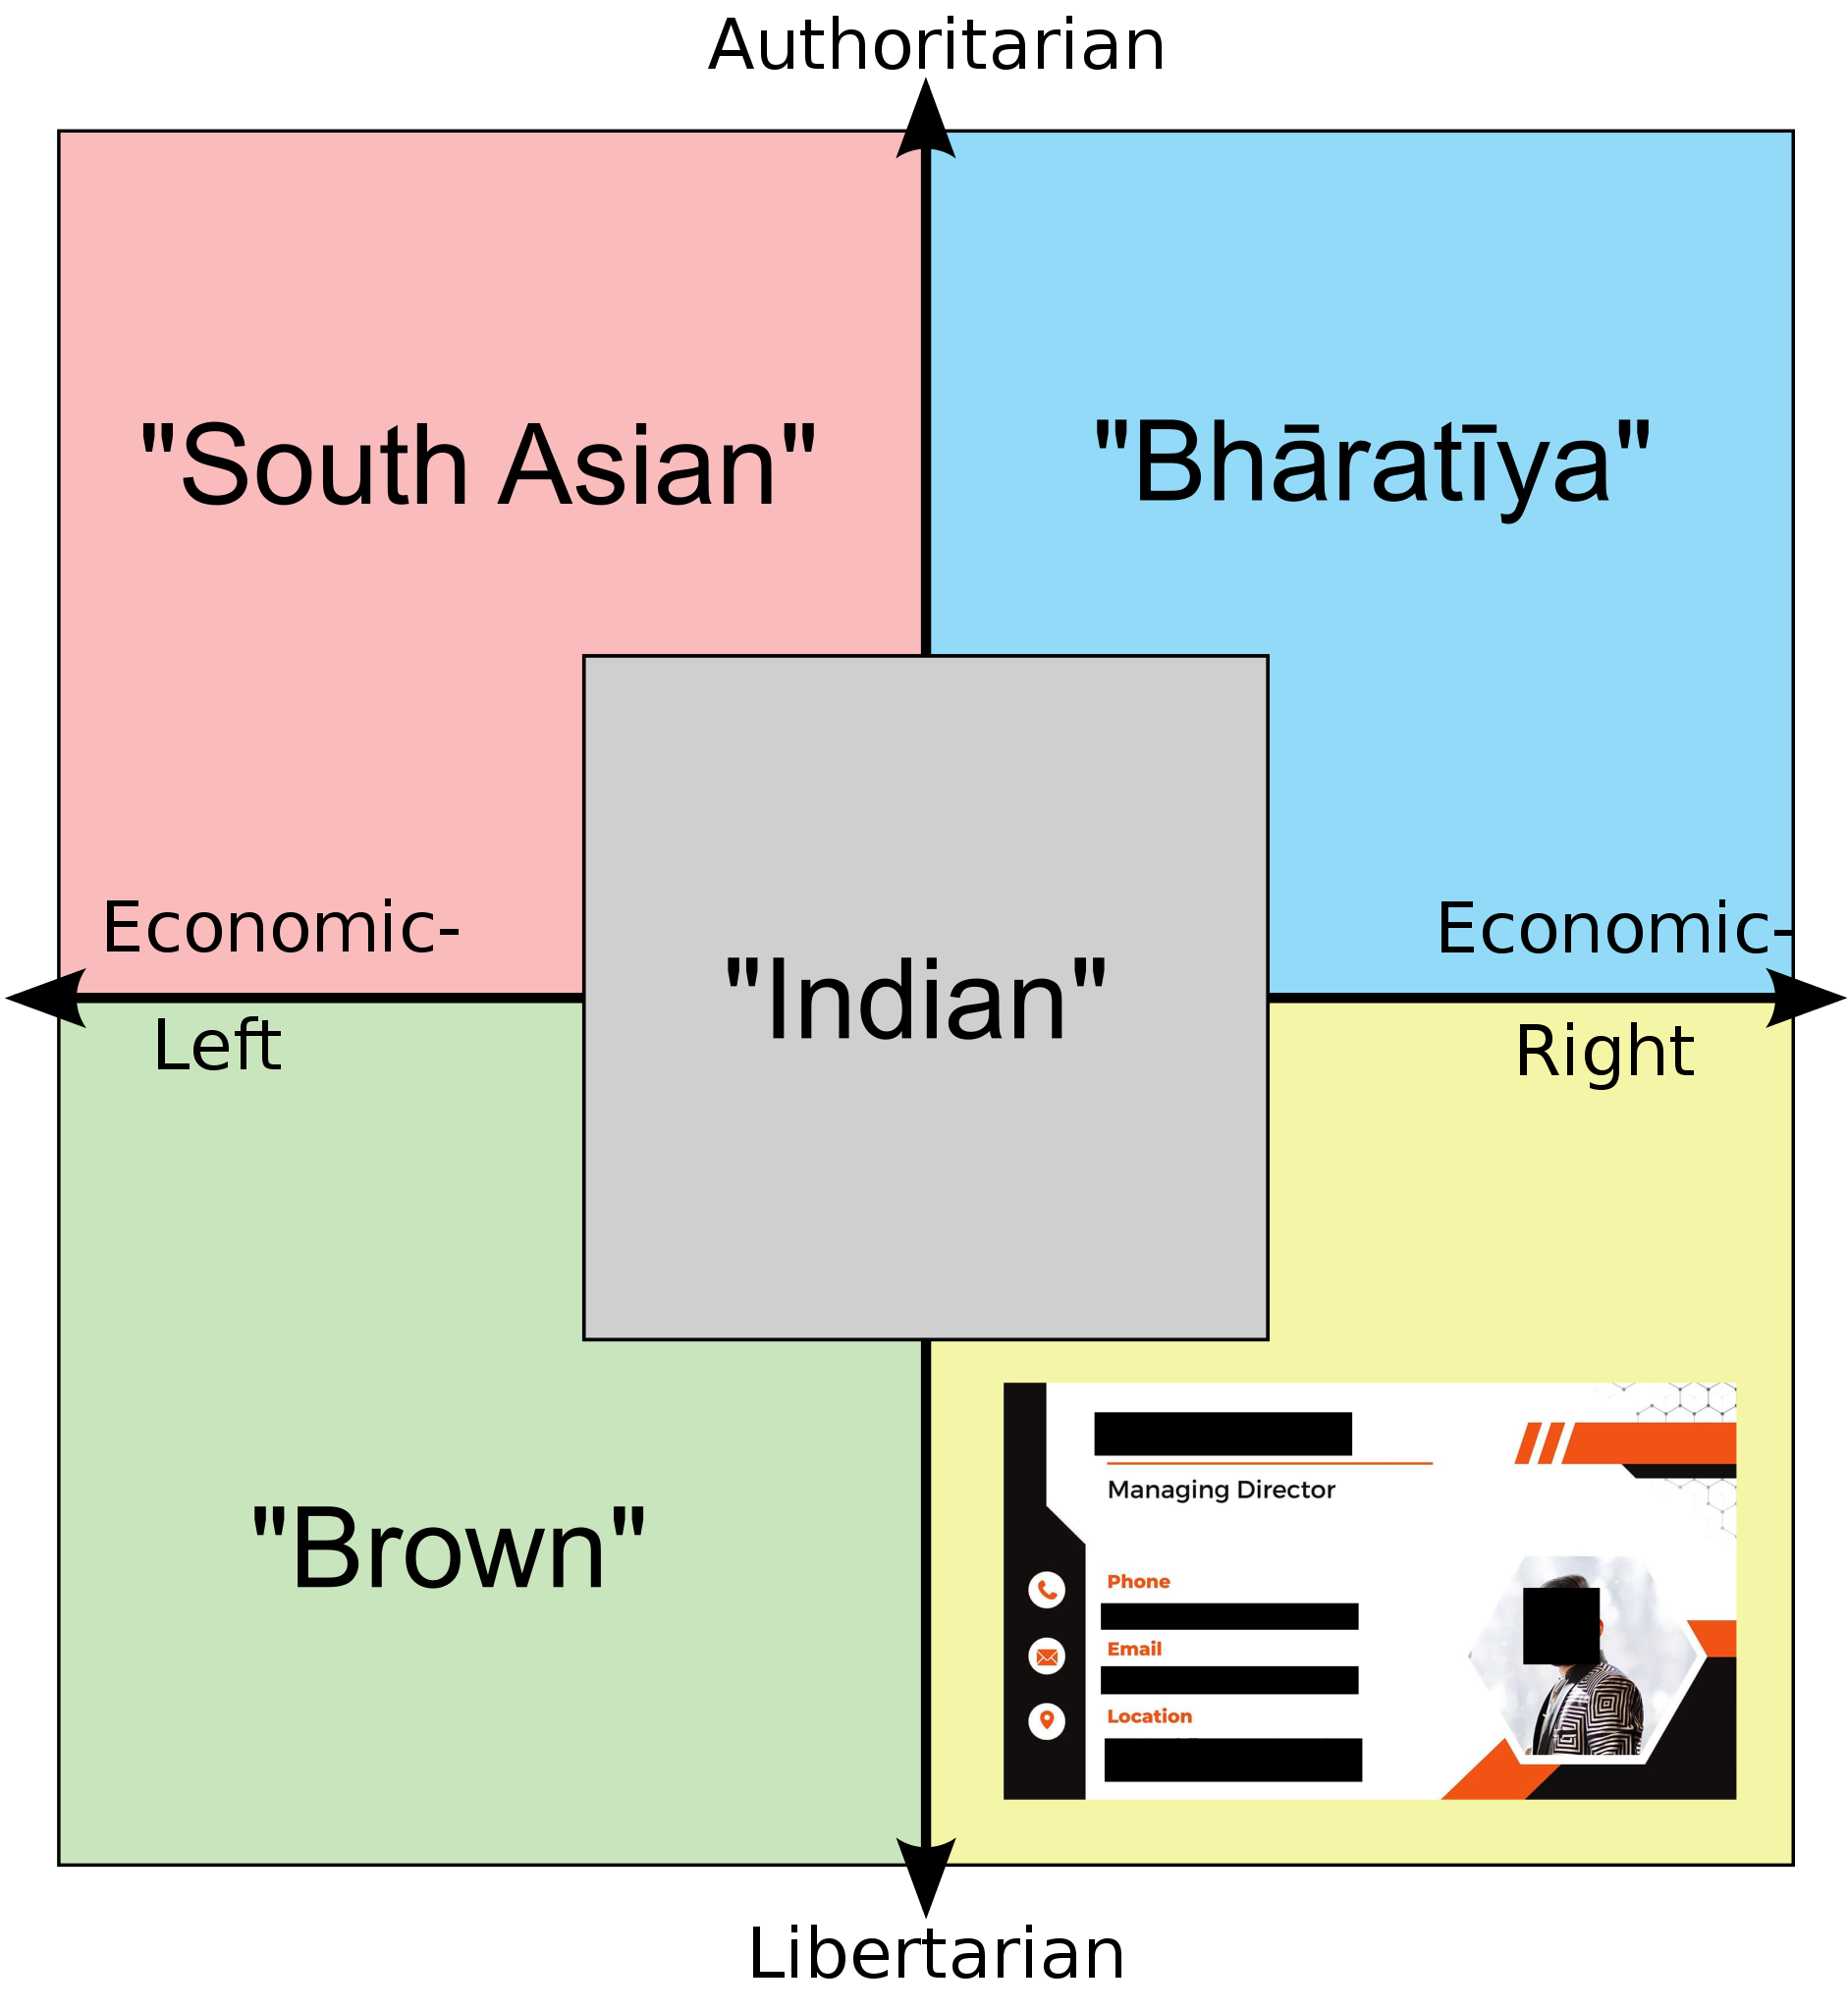 Authoritarian
"South Asian"
"Bhāratīya"
Economic-
Left
Economic-
Right
"Indian"
"Brown"
Managing Director
Phone
Email
Location
Libertarian